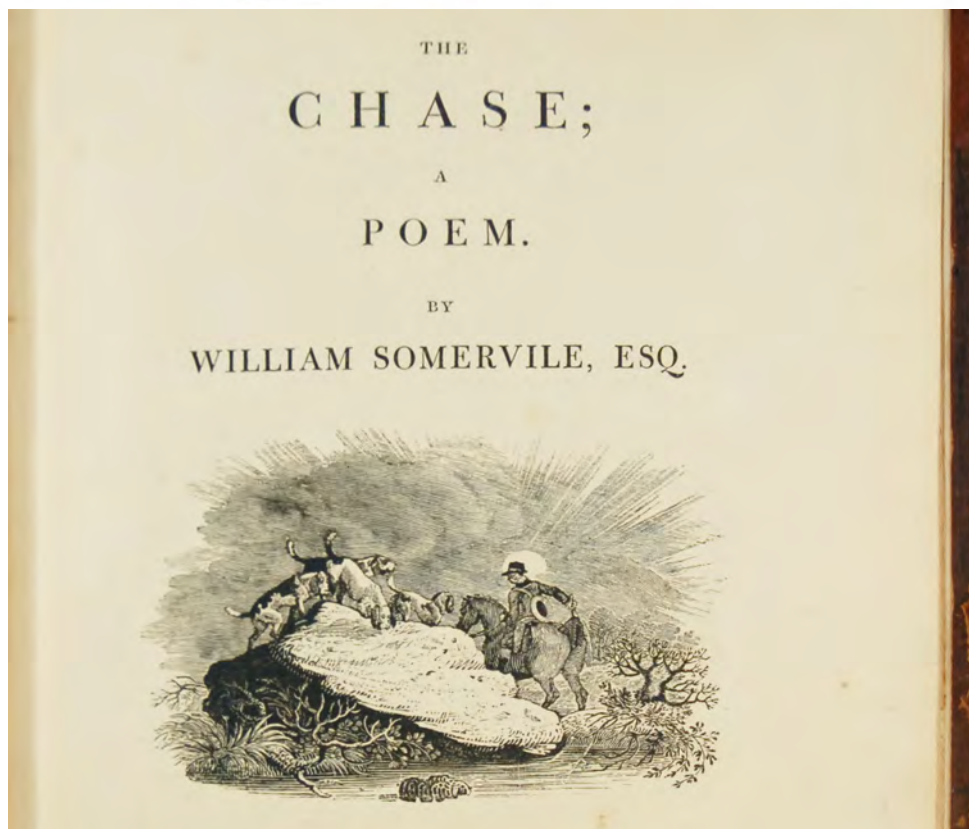 THE
CHASE;
A
POEM.
BY
WILLIAM SOMERVILE, ESQ.